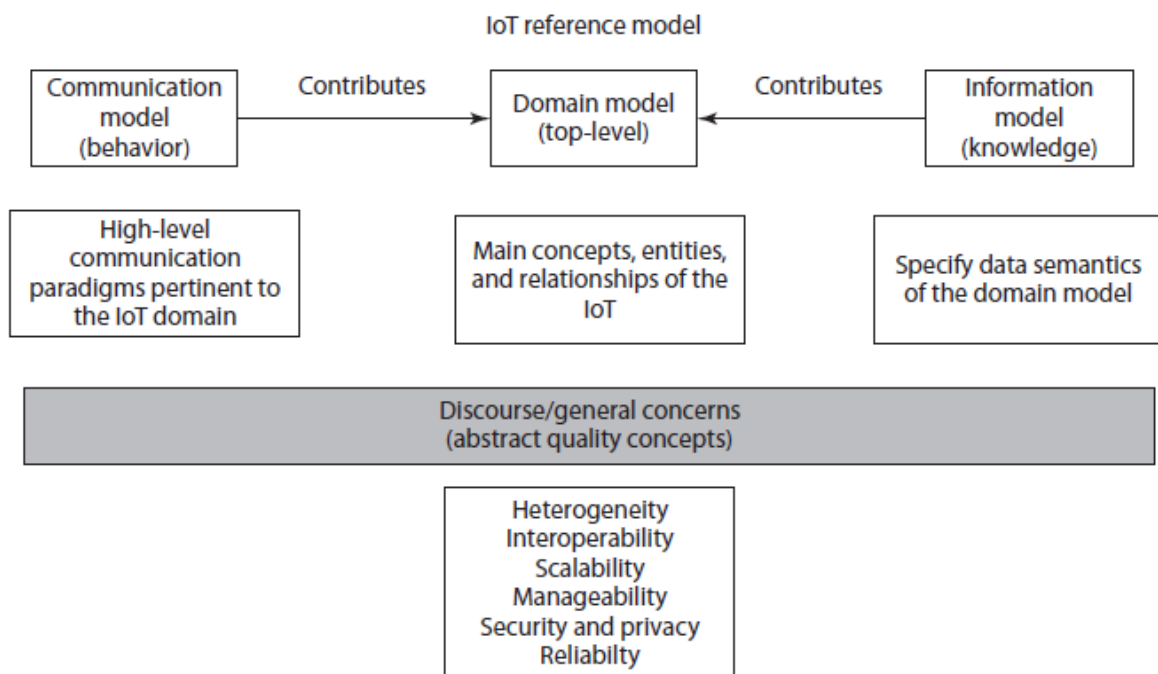 IoT reference model
Communication
model
(behavior)
Contributes
Domain model
(top-level)
Contributes
Information
model
(knowledge)
High-level
communication
paradigms pertinent to
the IoT domain
Main concepts, entities,
and relationships of the
IoT
Specify data semantics
of the domain model
Discourse/general concerns
(abstract quality concepts)
Heterogeneity
Interoperability
Scalability
Manageability
Security and privacy
Reliabilty